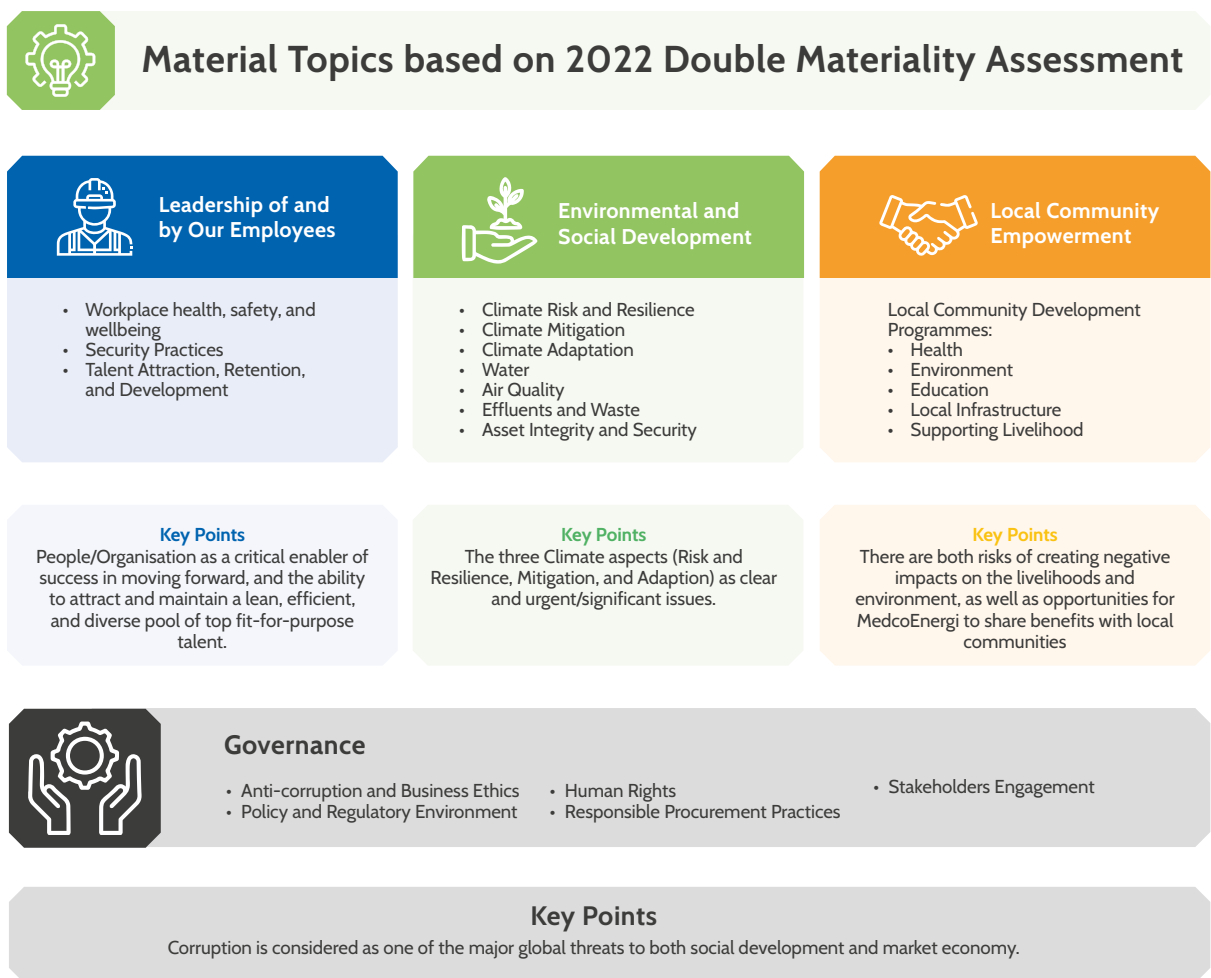 Material Topics based on 2022 Double Materiality Assessment
Leadership of and
by Our Employees
• Workplace health, safety, and
wellbeing
• Security Practices
• Talent Attraction, Retention,
and Development
Environmental and
Social Development
• Climate Risk and Resilience
• Climate Mitigation
• Climate Adaptation
• Water
• Air Quality
• Effluents and Waste
• Asset Integrity and Security
Local Community
Empowerment
Local Community Development
Programmes:
• Health
• Environment
• Education
• Local Infrastructure
• Supporting Livelihood
Key Points
People/Organisation as a critical enabler of
success in moving forward, and the ability
to attract and maintain a lean, efficient,
and diverse pool of top fit-for-purpose
talent.
Key Points
The three Climate aspects (Risk and
Resilience, Mitigation, and Adaption) as clear
and urgent/significant issues.
Key Points
There are both risks of creating negative
impacts on the livelihoods and
environment, as well as opportunities for
MedcoEnergi to share benefits with local
communities
Governance
• Anti-corruption and Business Ethics
• Policy and Regulatory Environment
• Human Rights
• Responsible Procurement Practices
• Stakeholders Engagement
Key Points
Corruption is considered as one of the major global threats to both social development and market economy.